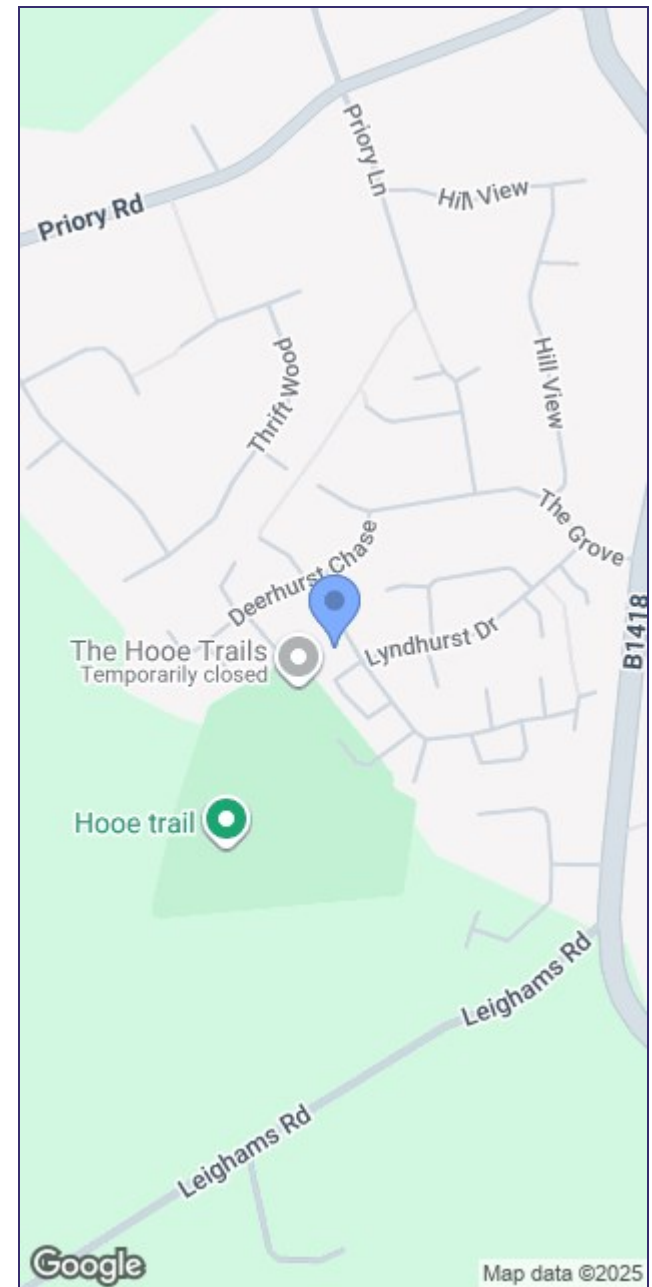 Priory Ln
Hill View
Priory Rd
Thrift Wood
Hill View
The Grove
Deerhurst Chase
B1418
Lyndhurst Dr
The Hooe Trails
Temporarily closed
Hooe trail
Leighams Rd
Leighams Rd
Google
Map data ©2025